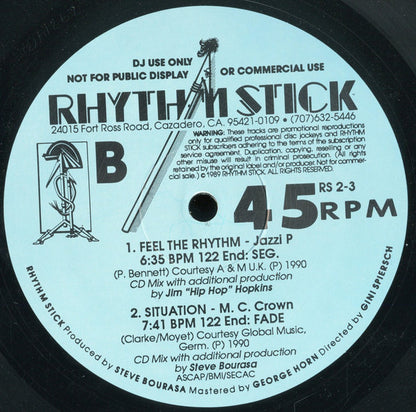 DJ USE ONLY
NOT FOR PUBLIC DISPLAY OR COMMERCIAL USE
RHYTHM STICK
24015 Fort Ross Road, Cazadero, CA. 95421-0109 • (707)632-5446
WARNING: These tracks are promotional reproductions
only for qualified professional disc jockeys and RHYTHM
STICK subscribers adhering to the terms of the subscription
service agreement. Duplication, copying, reselling or any
other misuse will result in criminal prosecution. (All rights
retained by the original label and/or producer. Not for commercial
sale.) ©1989 RHYTHM STICK. ALL RIGHTS RESERVED.
B
RS 2-3
4.5 RPM
1. FEEL THE RHYTHM - Jazzi P
6:35 BPM 122 End: SEG.
(P. Bennett) Courtesy A & M U.K. (P) 1990
CD Mix with additional production
by Jim "Hip Hop" Hopkins
2. SITUATION - M. C. Crown
7:41 BPM 122 End: FADE
(Clarke/Moyet) Courtesy Global Music,
Germ. (P) 1990
CD Mix with additional production
by Steve Bourasa
ASCAP/BMI/SECAC
RHYTHM STICK Produced by STEVE BOURASA Mastered by GEORGE HORN Directed by GINI SPIERSCH